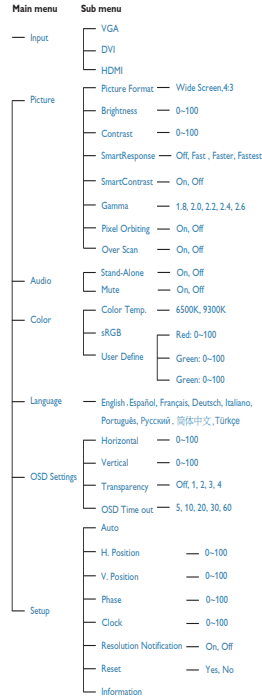 Main menu Sub menu
Input
VGA
DVI
HDMI
Picture
Picture Format Wide Screen,4:3
Brightness 0~100
Contrast 0~100
SmartResponse Off, Fast , Faster, Fastest
SmartContrast On, Off
Gamma 1.8, 2.0, 2.2, 2.4, 2.6
Pixel Orbiting On, Off
Over Scan On, Off
Audio
Stand-Alone On, Off
Mute On, Off
Color
Color Temp. 6500K, 9300K
sRGB
User Define
Red: 0~100
Green: 0~100
Green: 0~100
Language
English ,Español, Français, Deutsch, Italiano,
Português, Русский , 简体中文 ,Türkçe
OSD Settings
Horizontal 0~100
Vertical 0~100
Transparency Off, 1, 2, 3, 4
OSD Time out 5, 10, 20, 30, 60
Setup
Auto
H. Position 0~100
V. Position 0~100
Phase 0~100
Clock 0~100
Resolution Notification On, Off
Reset Yes, No
Information